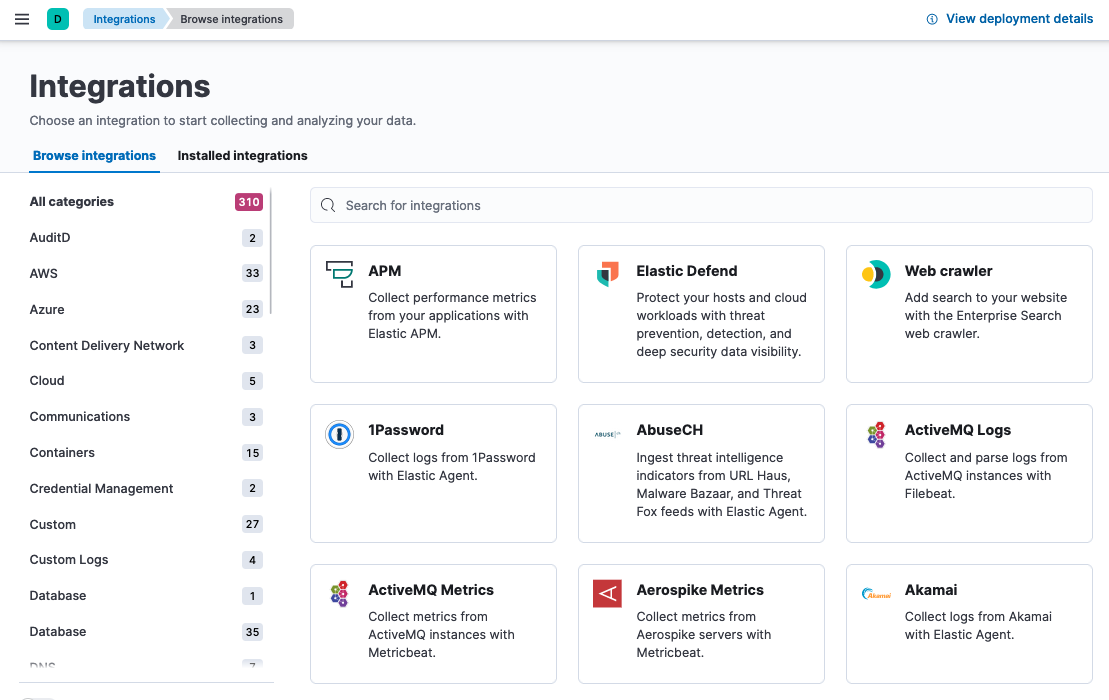 D
Integrations
Browse integrations
View deployment details
Integrations
Choose an integration to start collecting and analyzing your data.
Browse integrations
Installed integrations
All categories 310
AuditD 2
AWS 33
Azure 23
Content Delivery Network 3
Cloud 5
Communications 3
Containers 15
Credential Management 2
Custom 27
Custom Logs 4
Database 1
Database 35
DNS 7
Search for integrations
APM
Collect performance metrics
from your applications with
Elastic APM.
Elastic Defend
Protect your hosts and cloud
workloads with threat
prevention, detection, and
deep security data visibility.
Web crawler
Add search to your website
with the Enterprise Search
web crawler.
1Password
Collect logs from 1Password
with Elastic Agent.
ABUSE
AbuseCH
Ingest threat intelligence
indicators from URL Haus,
Malware Bazaar, and Threat
Fox feeds with Elastic Agent.
ActiveMQ Logs
Collect and parse logs from
ActiveMQ instances with
Filebeat.
ActiveMQ Metrics
Collect metrics from
ActiveMQ instances with
Metricbeat.
Aerospike Metrics
Collect metrics from
Aerospike servers with
Metricbeat.
Akamai
Akamai
Collect logs from Akamai
with Elastic Agent.